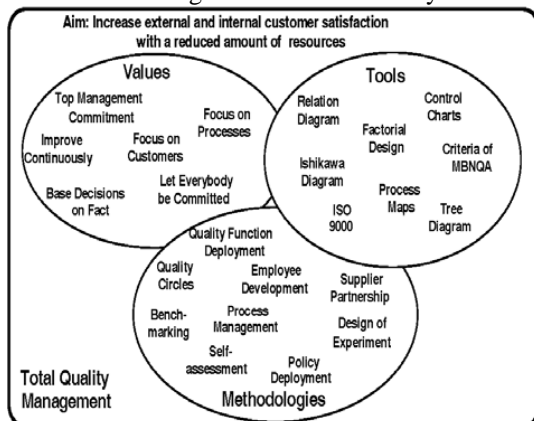 Aim: Increase external and internal customer satisfaction
with a reduced amount of resources
Values
Top Management
Commitment
Focus on
Processes
Improve
Continuously
Focus on
Customers
Base Decisions
on Fact
Let Everybody
be Committed
Tools
Relation
Diagram
Control
Charts
Factorial
Design
Criteria of
MBNQA
Ishikawa
Diagram
Process
Maps
ISO
9000
Tree
Diagram
Quality Function
Deployment
Quality
Circles
Employee
Development
Supplier
Partnership
Bench-
marking
Process
Management
Design of
Experiment
Self-
assessment
Policy
Deployment
Methodologies
Total Quality
Management